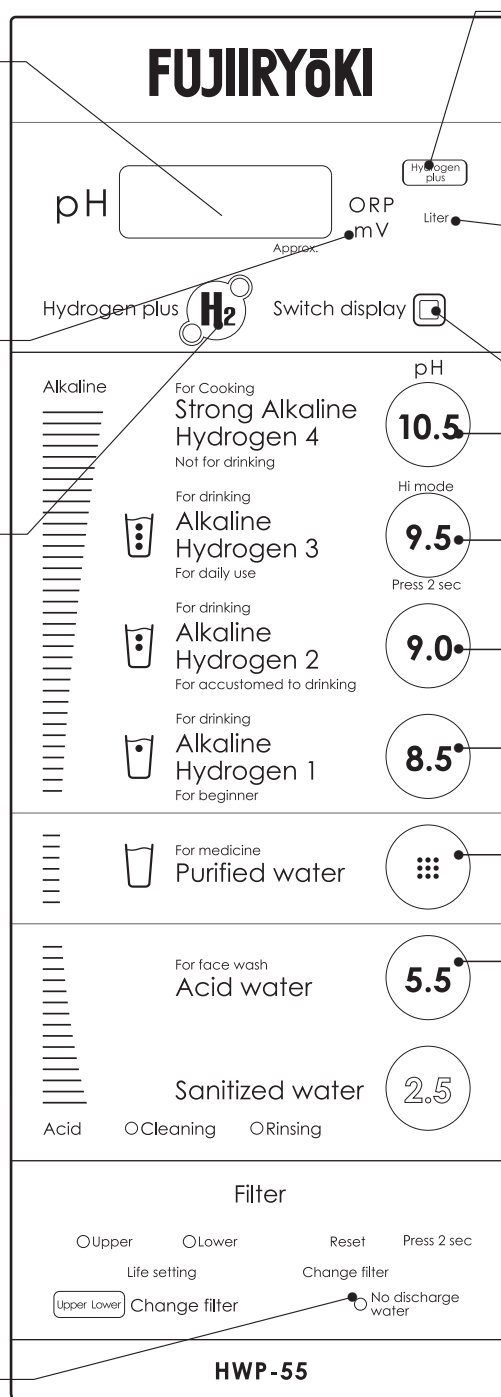 FUJIIRYōKI
Hydrogen
plus
pH
ORP
mV
Liter
Approx.
Hydrogen plus H2 Switch display
pH
Alkaline
For Cooking
Strong Alkaline
Hydrogen 4
Not for drinking
10.5
Hi mode
For drinking
Alkaline
Hydrogen 3
For daily use
9.5
Press 2 sec
For drinking
Alkaline
Hydrogen 2
For accustomed to drinking
9.0
For drinking
Alkaline
Hydrogen 1
For beginner
8.5
For medicine
Purified water
For face wash
Acid water
5.5
Sanitized water
2.5
Acid Cleaning Rinsing
Filter
Upper Lower Reset Press 2 sec
Life setting Change filter
Upper Lower Change filter
No discharge
water
HWP-55